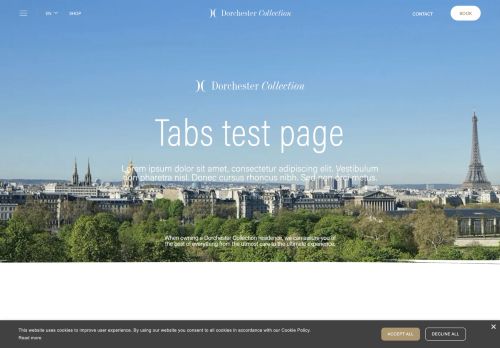 EN SHOP Dorchester Collection CONTACT BOOK
Dorchester Collection
Tabs test page
Lorem ipsum dolor sit amet, consectetur adipiscing elit. Vestibulum
non pharetra nisl. Donec cursus rhoncus nibh. Sed non arcu metus.
When owning a Dorchester Collection residence, we can assure you of
the best of everything from the utmost care to the ultimate experience.
This website uses cookies to improve user experience. By using our website you consent to all cookies in accordance with our Cookie Policy.
Read more
ACCEPT ALL
DECLINE ALL